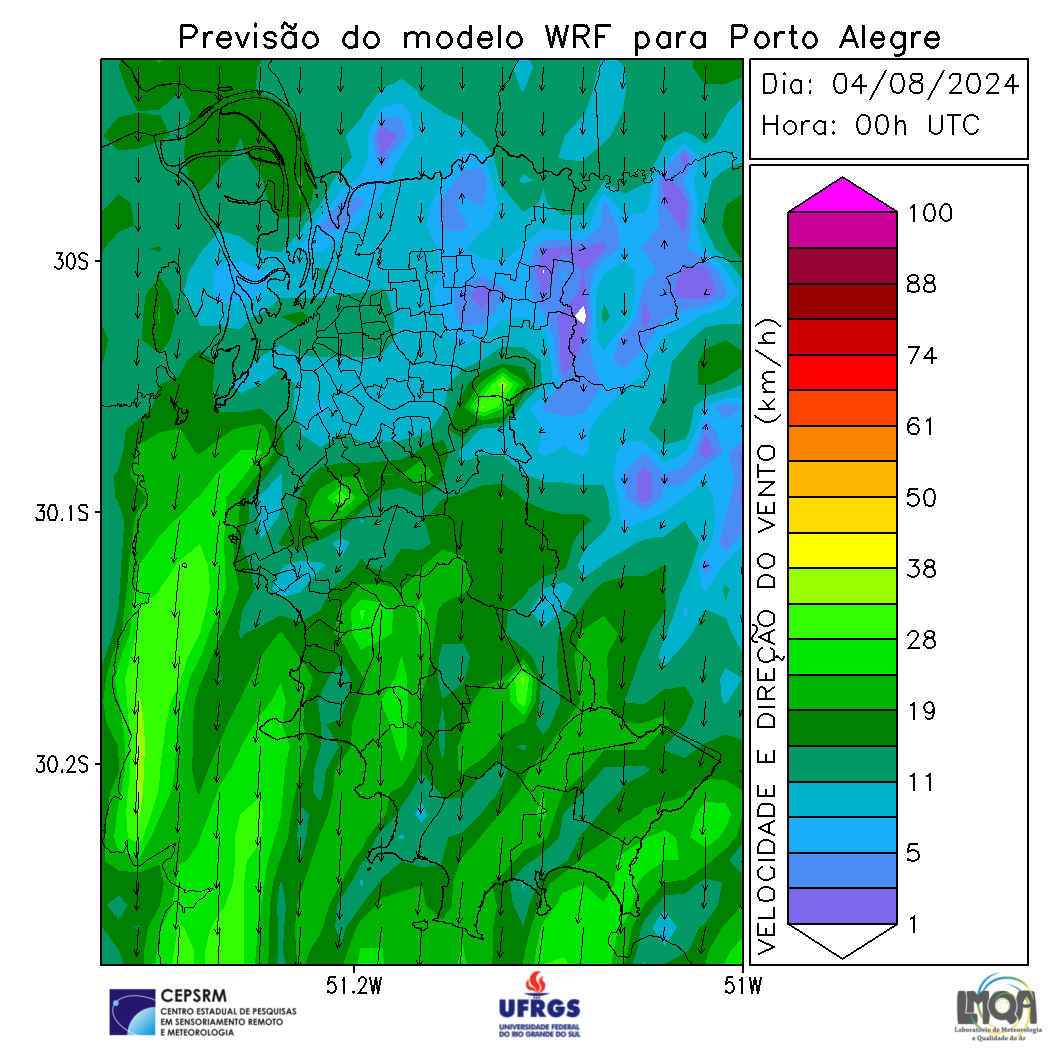 Previsão do modelo WRF para Porto Alegre
Dia: 04/08/2024
Hora: 00h UTC
30S
30.1S
30.2S
51.2W
51W
VELOCIDADE E DIREÇÃO DO VENTO (km/h)
100
88
74
61
50
38
28
19
11
5
1
CEPSRM
CENTRO ESTADUAL DE PESQUISAS
EM SENSORIAMENTO REMOTO
E METEOROLOGIA
UFRGS
UNIVERSIDADE FEDERAL
DO RIO GRANDE DO SUL
LMQA
Laboratório de Meteorologia
e Qualidade do Ar